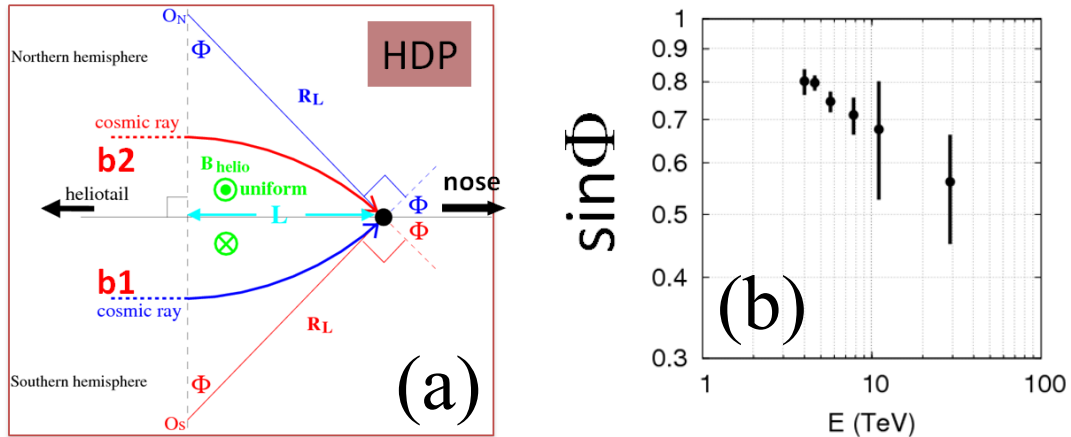 O_N
HDP
Northern hemisphere
Φ
R_L
cosmic ray
b2
B_helio
uniform
heliotail
nose
L
Φ
Φ
b1
cosmic ray
R_L
Southern hemisphere
Φ
O_S
(a)
sinΦ
1
0.9
0.8
0.7
0.6
0.5
0.4
0.3
(b)
1
10
100
E (TeV)